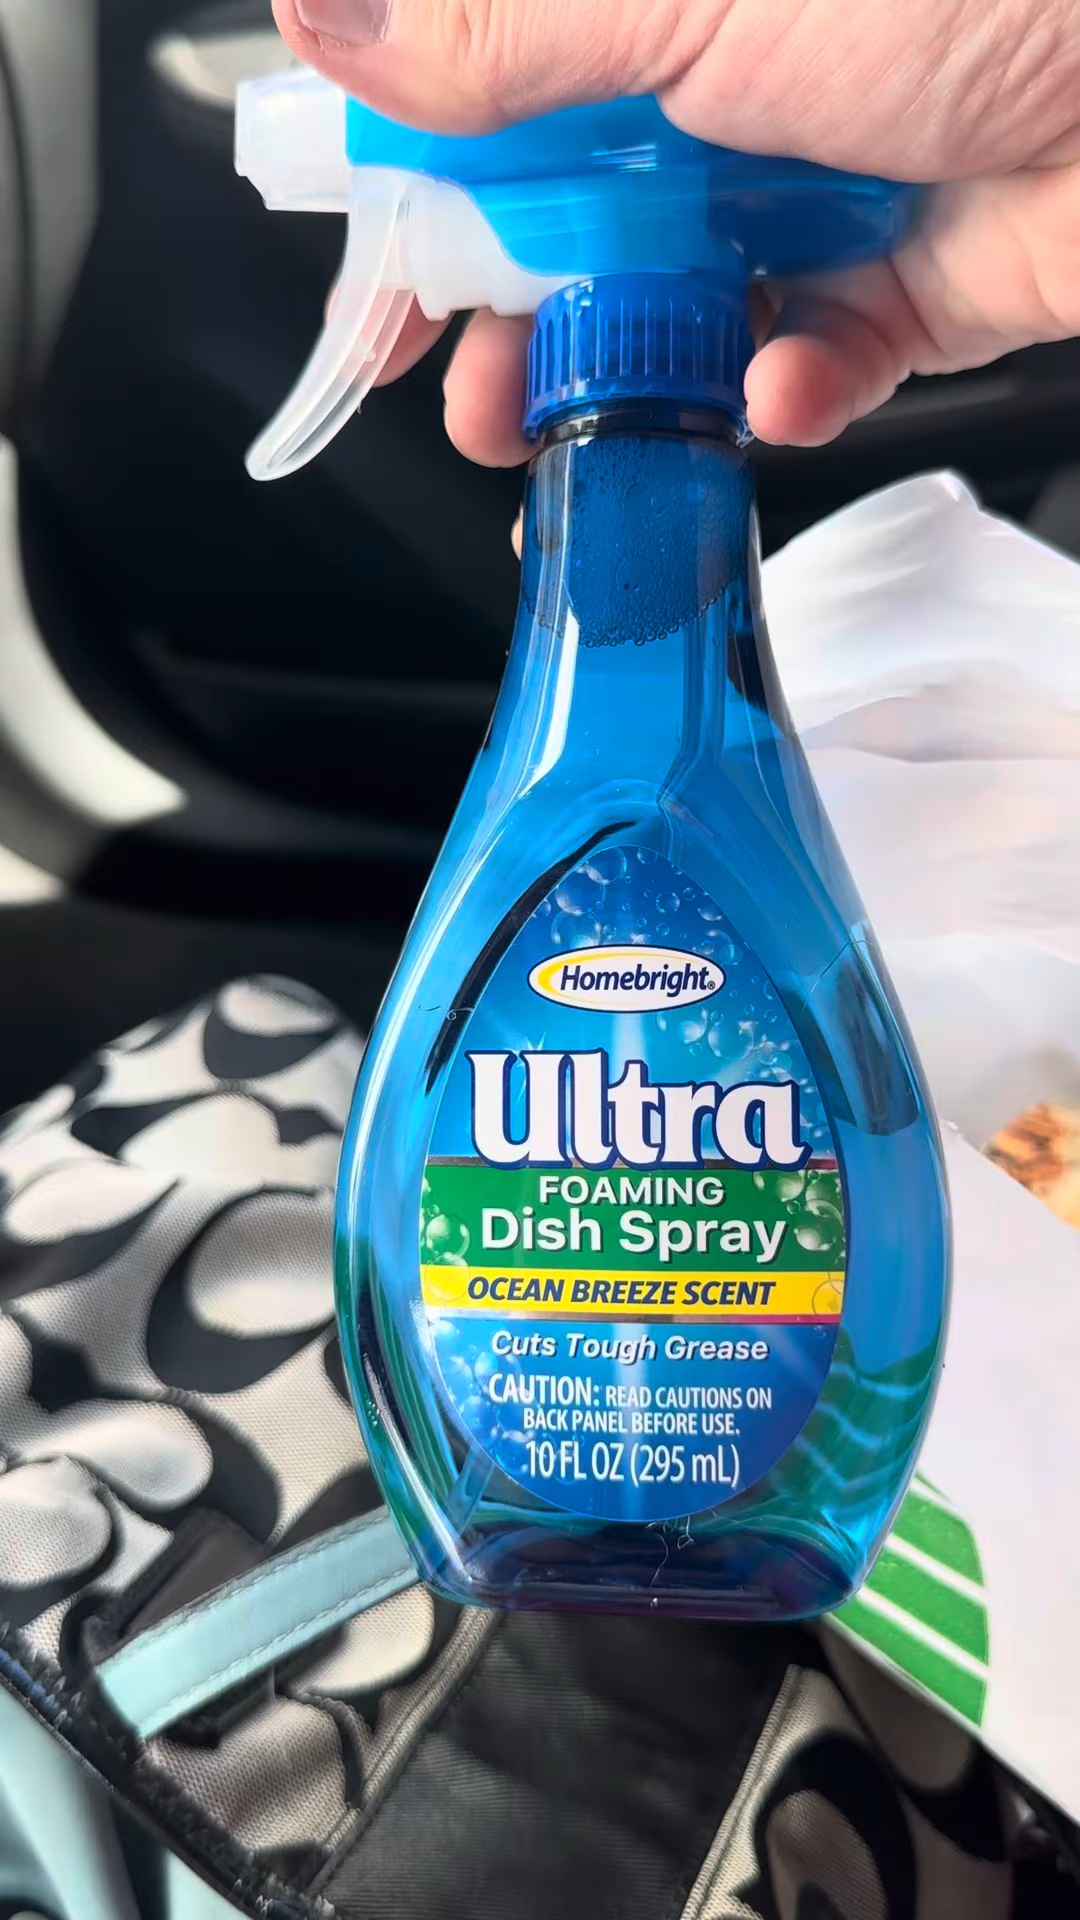 Homebright®
Ultra
FOAMING
Dish Spray
OCEAN BREEZE SCENT
Cuts Tough Grease
CAUTION: READ CAUTIONS ON
BACK PANEL BEFORE USE.
10 FL OZ (295 mL)